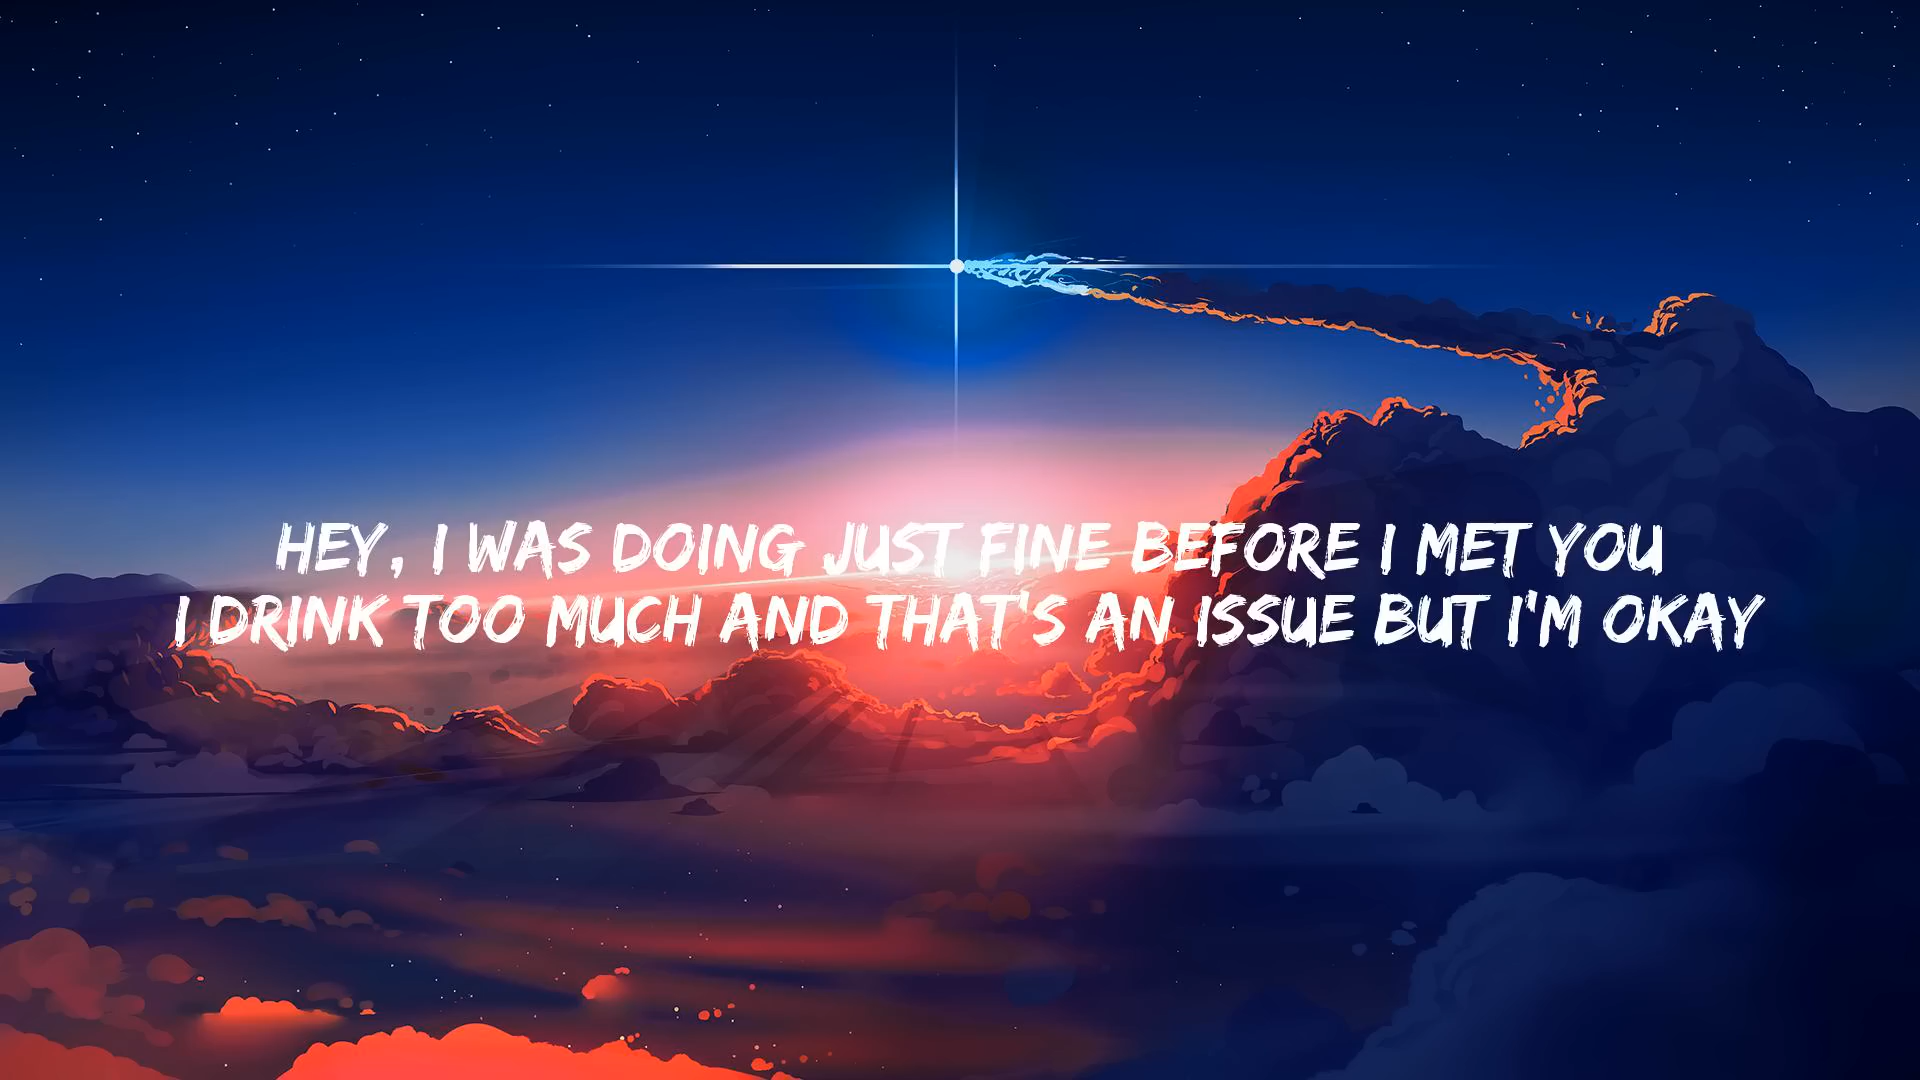 HEY, I WAS DOING JUST FINE BEFORE I MET YOU
I DRINK TOO MUCH AND THAT'S AN ISSUE BUT I'M OKAY